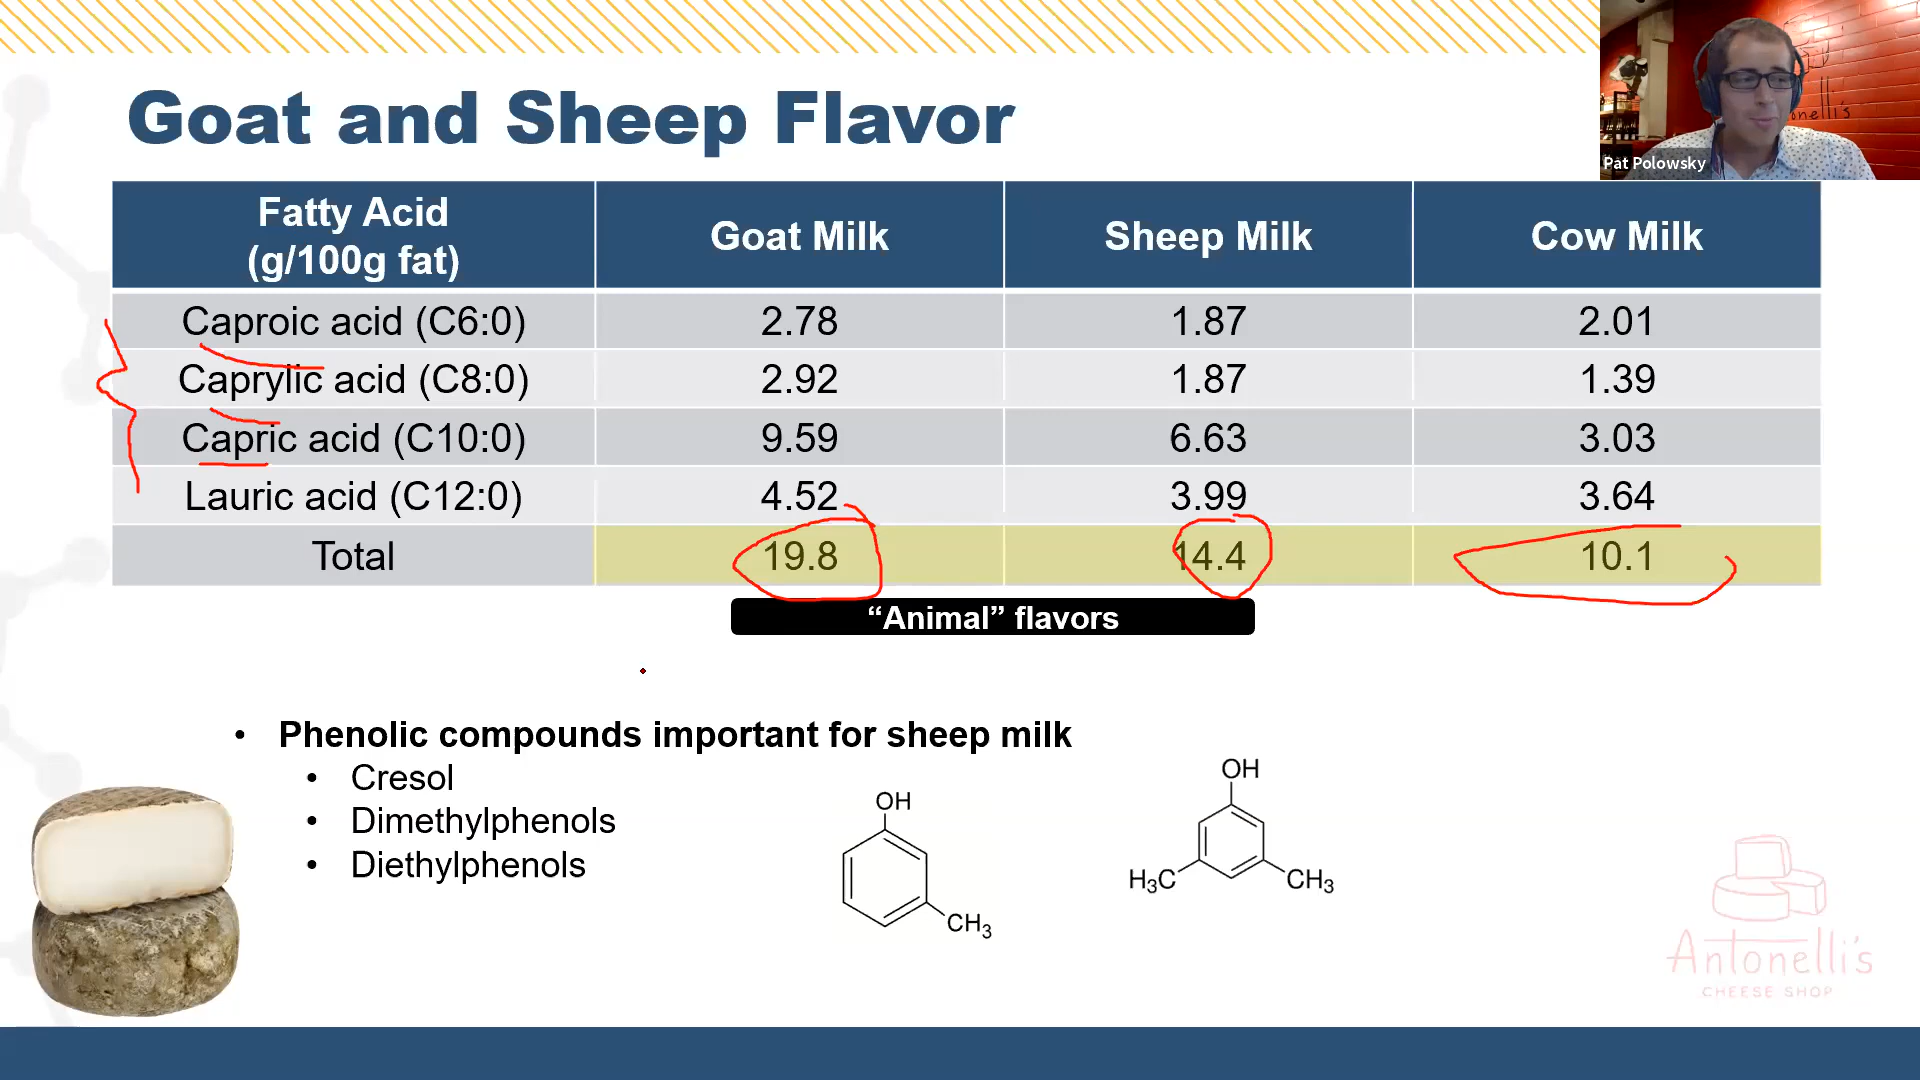 Goat and Sheep Flavor
Pat Polowsky
Fatty Acid
(g/100g fat)
Goat Milk
Sheep Milk
Cow Milk
Caproic acid (C6:0)
2.78
1.87
2.01
Caprylic acid (C8:0)
2.92
1.87
1.39
Capric acid (C10:0)
9.59
6.63
3.03
Lauric acid (C12:0)
4.52
3.99
3.64
Total
19.8
14.4
10.1
“Animal” flavors
• Phenolic compounds important for sheep milk
• Cresol
• Dimethylphenols
• Diethylphenols
OH
CH3
OH
H3C
CH3
Antonelli's
CHEESE SHOP